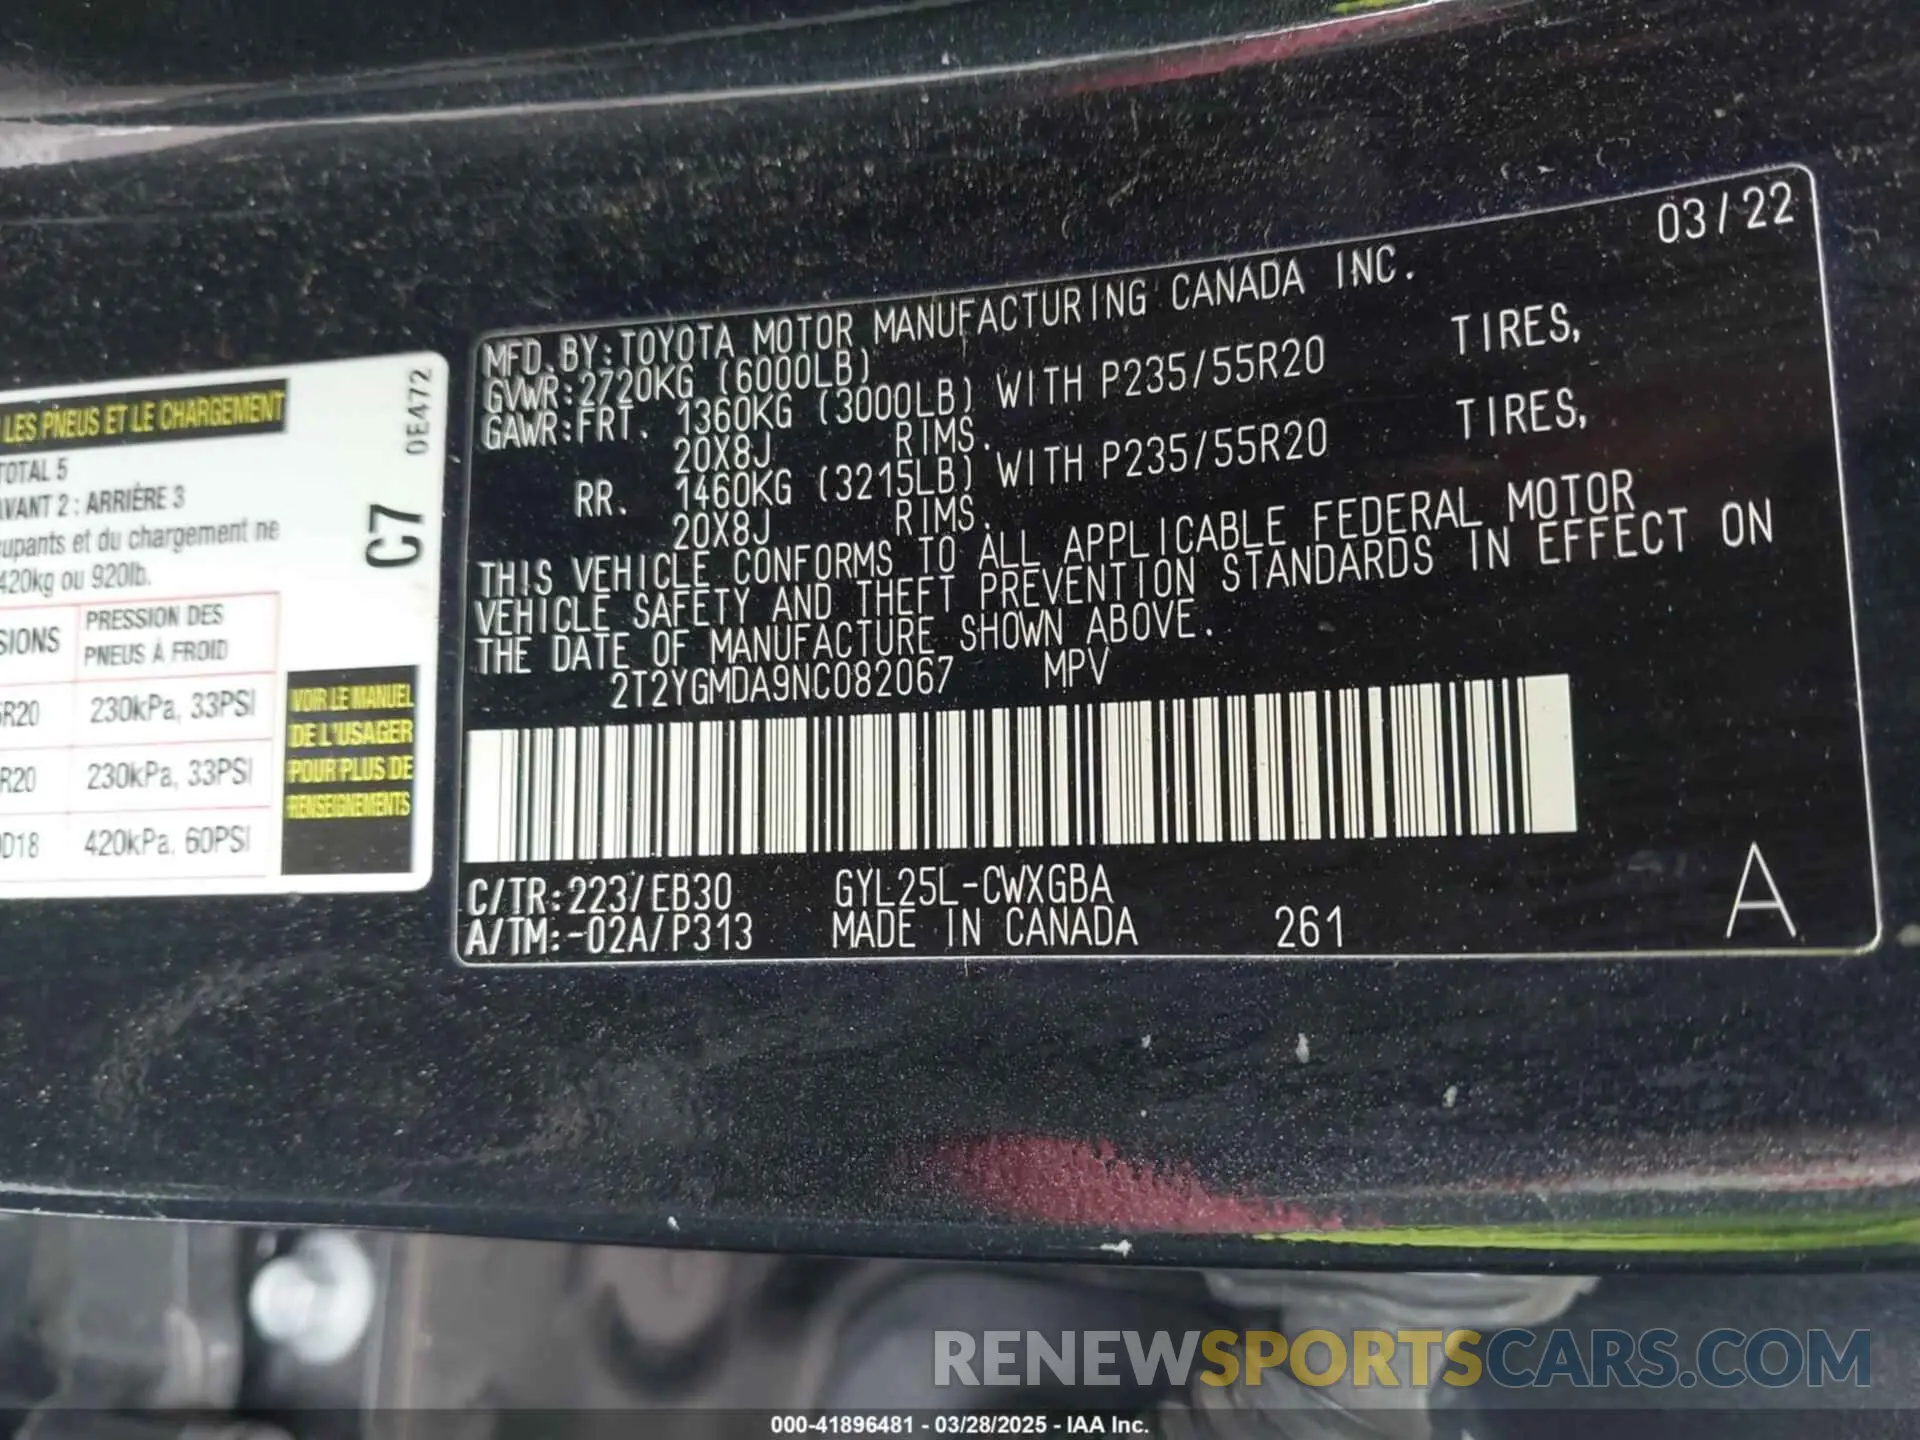 LES PNEUS ET LE CHARGEMENT
0E472
TOTAL 5
AVANT 2 : ARRIÈRE 3
C7
upants et du chargement ne
420kg ou 920lb.
SIONS
PRESSION DES
PNEUS À FROID
R20
230kPa, 33PSI
R20
230kPa, 33PSI
D18
420kPa, 60PSI
VOIR LE MANUEL
DE L'USAGER
POUR PLUS DE
RENSEIGNEMENTS
03/22
MFD. BY: TOYOTA MOTOR MANUFACTURING CANADA INC.
GVWR: 2720KG (6000LB)
GAWR: FRT. 1360KG (3000LB) WITH P235/55R20 TIRES,
20X8J RIMS.
RR. 1460KG (3215LB) WITH P235/55R20 TIRES,
20X8J RIMS.
THIS VEHICLE CONFORMS TO ALL APPLICABLE FEDERAL MOTOR
VEHICLE SAFETY AND THEFT PREVENTION STANDARDS IN EFFECT ON
THE DATE OF MANUFACTURE SHOWN ABOVE.
2T2YGMDA9NC082067 MPV
C/TR: 223/EB30 GYL25L-CWXGBA
A/TM: -02A/P313 MADE IN CANADA 261
A
RENEWSPORTSCARS.COM
000-41896481 - 03/28/2025 - IAA Inc.